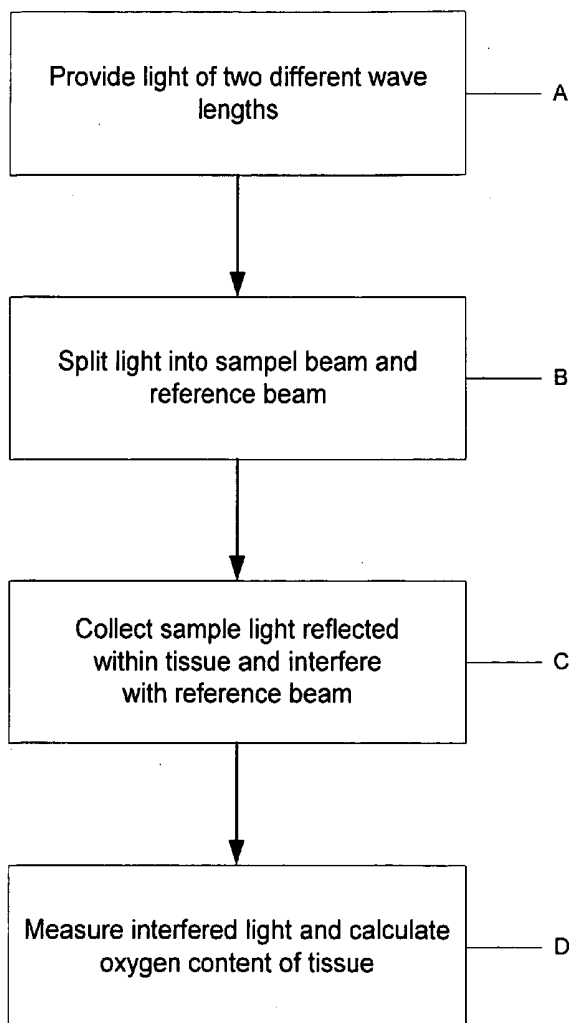 Provide light of two different wave
lengths
A
Split light into sampel beam and
reference beam
B
Collect sample light reflected
within tissue and interfere
with reference beam
C
Measure interfered light and calculate
oxygen content of tissue
D